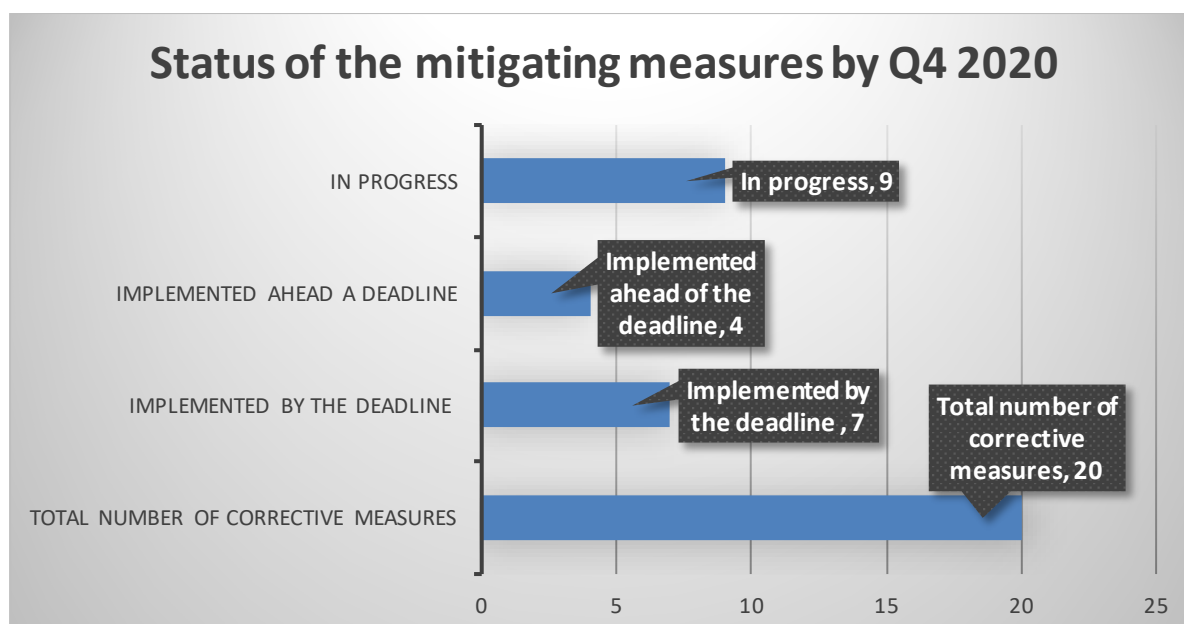 Status of the mitigating measures by Q4 2020
IN PROGRESS
In progress, 9
IMPLEMENTED AHEAD A DEADLINE
Implemented
ahead of the
deadline, 4
IMPLEMENTED BY THE DEADLINE
Implemented by
the deadline , 7
TOTAL NUMBER OF CORRECTIVE MEASURES
Total number of
corrective
measures, 20
0 5 10 15 20 25